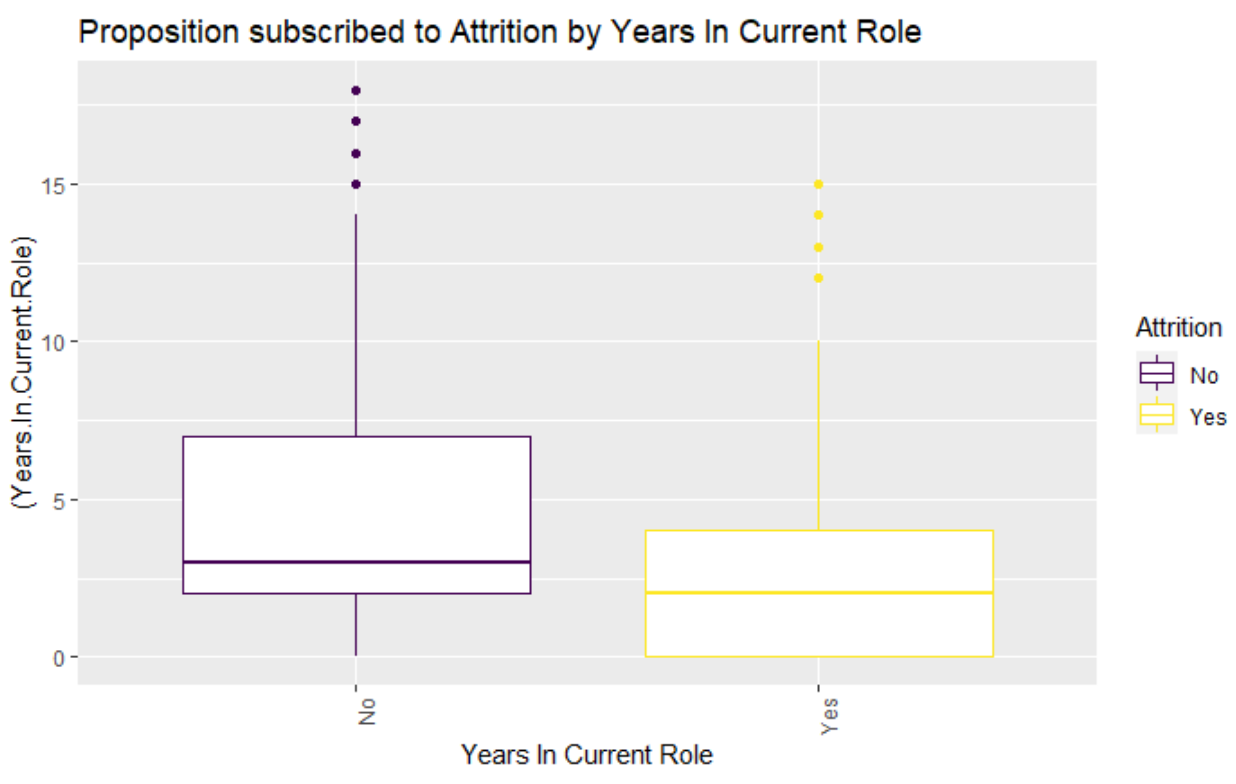 Proposition subscribed to Attrition by Years In Current Role
(Years.In.Current.Role)
15
10
5
0
No
Yes
Years In Current Role
Attrition
No
Yes